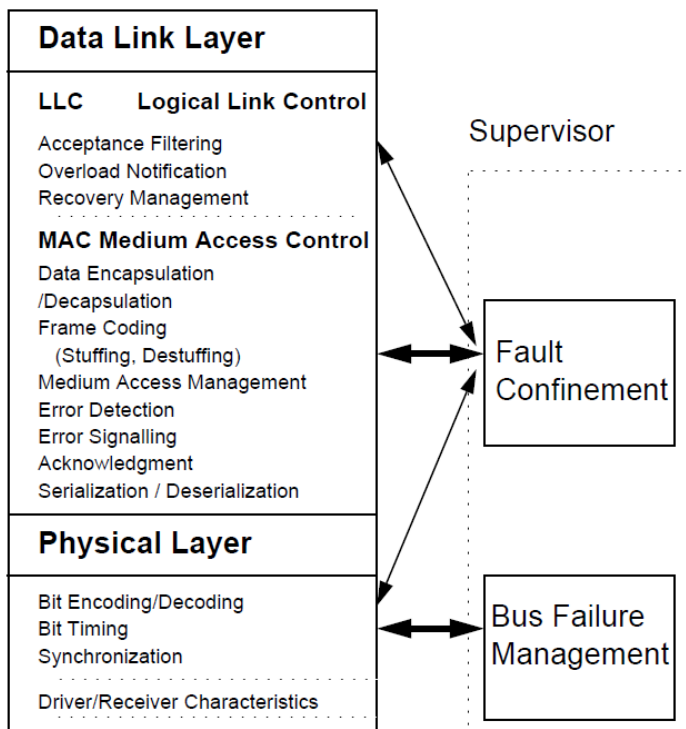 Data Link Layer
LLC Logical Link Control
Acceptance Filtering
Overload Notification
Recovery Management
MAC Medium Access Control
Data Encapsulation
/Decapsulation
Frame Coding
(Stuffing, Destuffing)
Medium Access Management
Error Detection
Error Signalling
Acknowledgment
Serialization / Deserialization
Physical Layer
Bit Encoding/Decoding
Bit Timing
Synchronization
Driver/Receiver Characteristics
Supervisor
Fault
Confinement
Bus Failure
Management